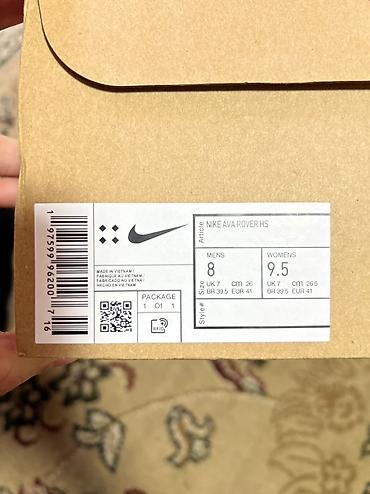 Article NIKE AVA ROVER HS
MENS WOMENS
Size 8 9.5
UK 7 cm 26 UK 7 cm 26.5
BR 39.5 EUR 41 BR 39.5 EUR 41
Style#
MADE IN VIETNAM /
FABRIQUÉ AU VIETNAM /
FABRICADO NO VIETNÃ /
HECHO EN VIETNAM
PACKAGE
1 Of 1
RFID